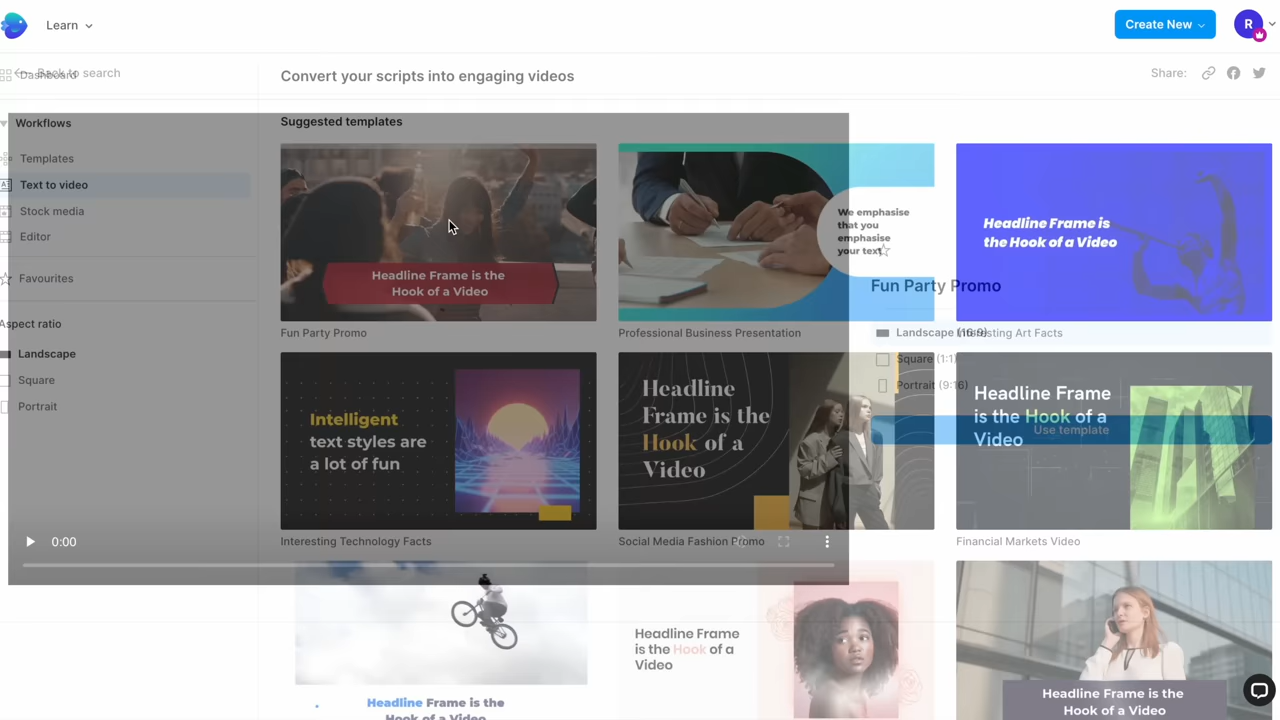 Learn
Create New
R
Back to search
Dashboard
Convert your scripts into engaging videos
Share:
Workflows
Suggested templates
Templates
Text to video
Stock media
Editor
Favourites
Aspect ratio
Landscape
Square
Portrait
Headline Frame is the
Hook of a Video
Fun Party Promo
We emphasise
that you
emphasise
your text
Professional Business Presentation
Headline Frame is
the Hook of a Video
Interesting Art Facts
Fun Party Promo
Landscape (16:9)
Square (1:1)
Portrait (9:16)
Use template
Intelligent
text styles are
a lot of fun
Interesting Technology Facts
Headline
Frame is the
Hook of a
Video
Social Media Fashion Promo
Headline Frame
is the Hook of a
Video
Financial Markets Video
0:00
Headline Frame is the
Hook of a Video
Headline Frame
is the Hook of a
Video
Headline Frame is the
Hook of a Video